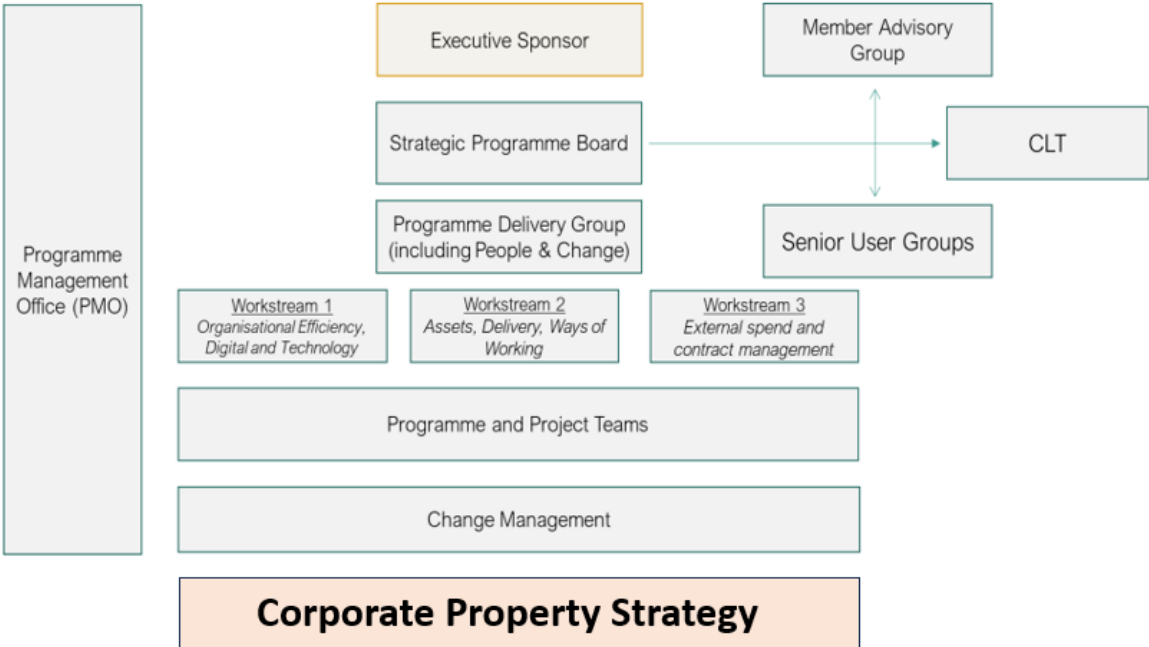 Executive Sponsor
Member Advisory
Group
Strategic Programme Board
CLT
Programme Delivery Group
(including People & Change)
Senior User Groups
Programme
Management
Office (PMO)
Workstream 1
Organisational Efficiency,
Digital and Technology
Workstream 2
Assets, Delivery, Ways of
Working
Workstream 3
External spend and
contract management
Programme and Project Teams
Change Management
Corporate Property Strategy